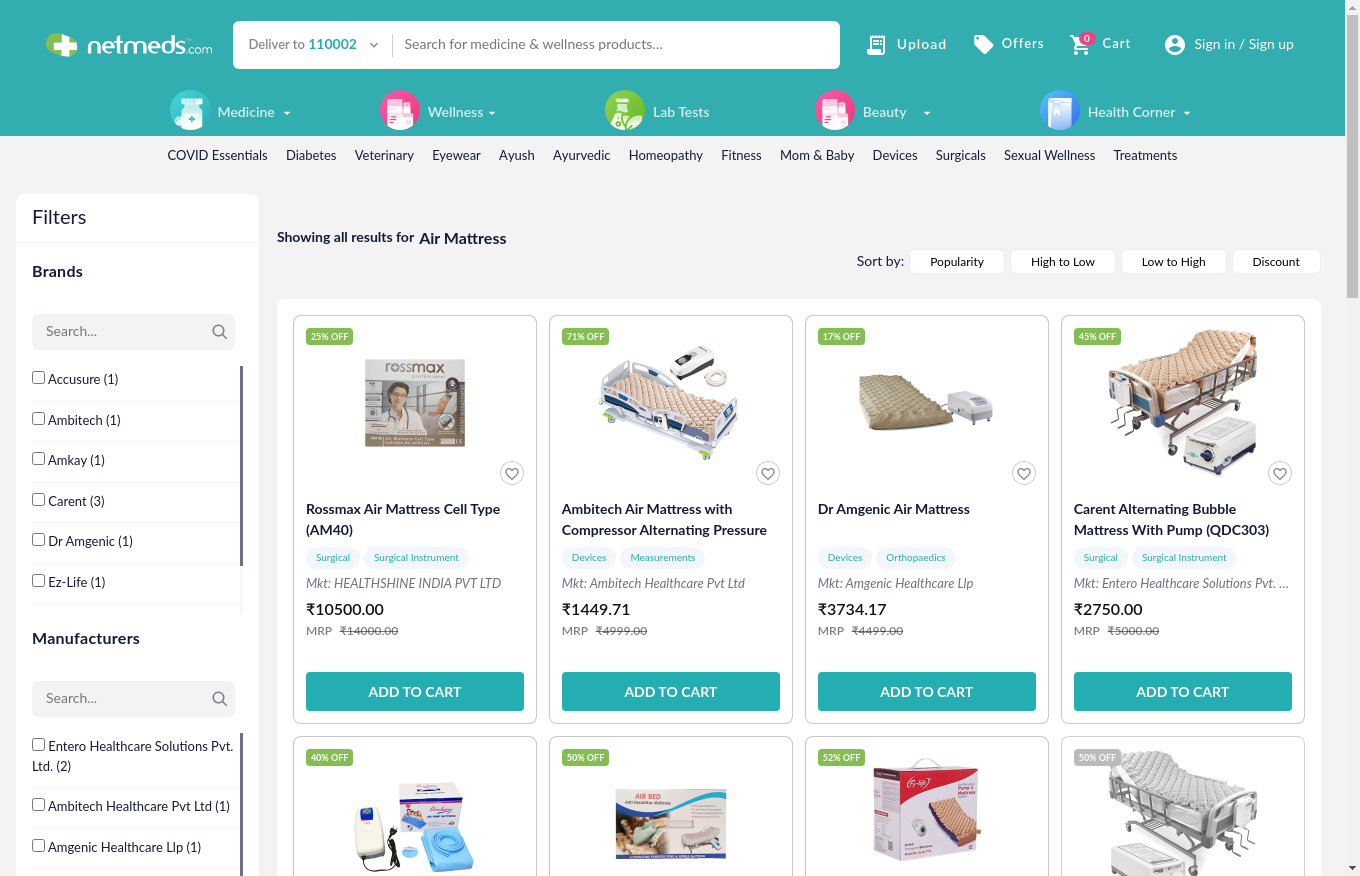 netmeds.com
Deliver to 110002
Search for medicine & wellness products...
Upload
Offers
0
Cart
Sign in / Sign up
Medicine
Wellness
Lab Tests
Beauty
Health Corner
COVID Essentials
Diabetes
Veterinary
Eyewear
Ayush
Ayurvedic
Homeopathy
Fitness
Mom & Baby
Devices
Surgicals
Sexual Wellness
Treatments
Filters
Brands
Search...
Accusure (1)
Ambitech (1)
Amkay (1)
Carent (3)
Dr Amgenic (1)
Ez-Life (1)
Manufacturers
Search...
Entero Healthcare Solutions Pvt.
Ltd. (2)
Ambitech Healthcare Pvt Ltd (1)
Amgenic Healthcare Llp (1)
Showing all results for Air Mattress
Sort by:
Popularity
High to Low
Low to High
Discount
25% OFF
rossmax
professional
Rossmax Air Mattress Cell Type
(AM40)
Surgical
Surgical Instrument
Mkt: HEALTHSHINE INDIA PVT LTD
₹10500.00
MRP ₹14000.00
ADD TO CART
71% OFF
Ambitech Air Mattress with
Compressor Alternating Pressure
Devices
Measurements
Mkt: Ambitech Healthcare Pvt Ltd
₹1449.71
MRP ₹4999.00
ADD TO CART
17% OFF
Dr Amgenic Air Mattress
Devices
Orthopaedics
Mkt: Amgenic Healthcare Llp
₹3734.17
MRP ₹4499.00
ADD TO CART
45% OFF
Carent Alternating Bubble
Mattress With Pump (QDC303)
Surgical
Surgical Instrument
Mkt: Entero Healthcare Solutions Pvt. ...
₹2750.00
MRP ₹5000.00
ADD TO CART
40% OFF
50% OFF
AIR BED
Anti Decubitus Mattress
52% OFF
Ez-life
Pump &
Mattress
50% OFF